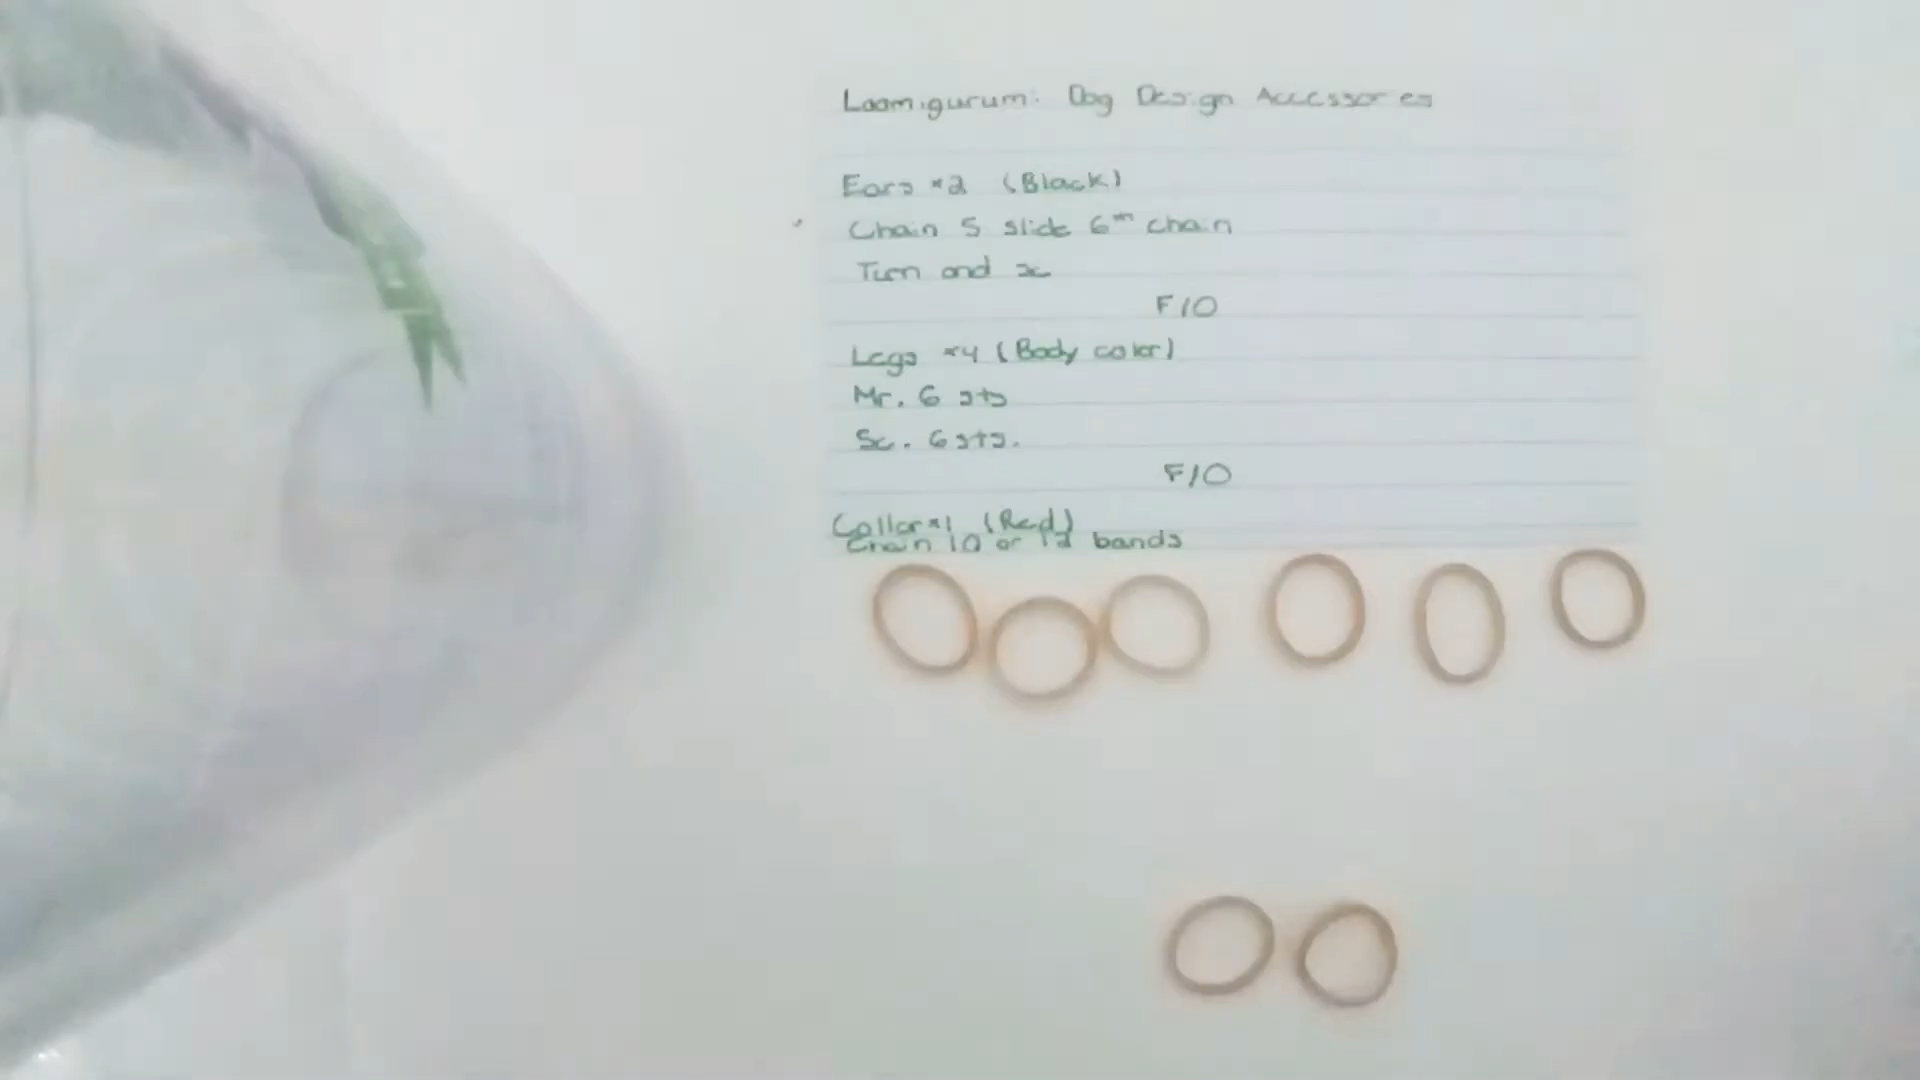 Loomigurumi: Dog Design Accessories
Ears x2 (Black)
Chain 5 slide 6th chain
Turn and sc
F/O
Legs x4 (Body color)
Mr. 6 sts
Sc. 6 sts.
F/O
Collar x1 (Red)
Chain 10 or 12 bands